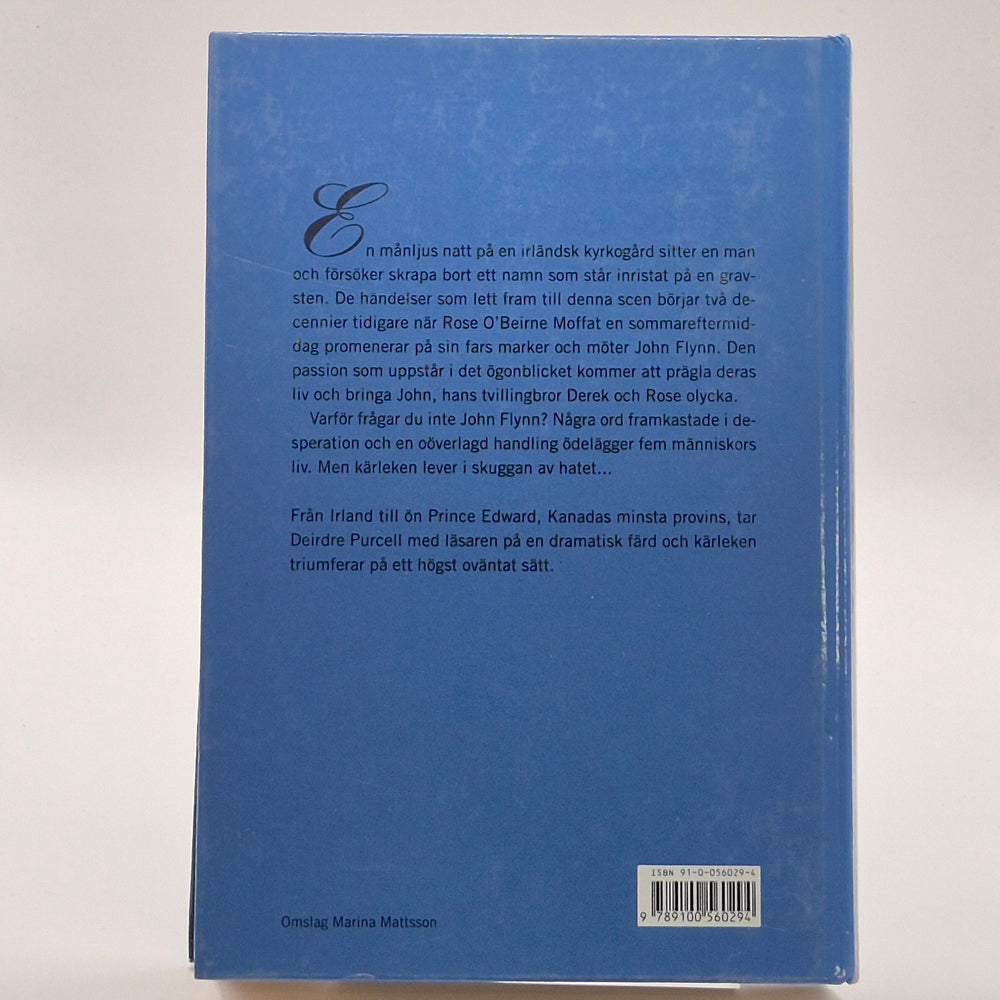 En månljus natt på en irländsk kyrkogård sitter en man
och försöker skrapa bort ett namn som står inristat på en grav-
sten. De händelser som lett fram till denna scen börjar två de-
cennier tidigare när Rose O'Beirne Moffat en sommareftermid-
dag promenerar på sin fars marker och möter John Flynn. Den
passion som uppstår i det ögonblicket kommer att prägla deras
liv och bringa John, hans tvillingbror Derek och Rose olycka.
Varför frågar du inte John Flynn? Några ord framkastade i de-
speration och en oöverlagd handling ödelägger fem människors
liv. Men kärleken lever i skuggan av hatet...
Från Irland till ön Prince Edward, Kanadas minsta provins, tar
Deirdre Purcell med läsaren på en dramatisk färd och kärleken
triumferar på ett högst oväntat sätt.
ISBN 91-0-056029-4
9 789100 560294
Omslag Marina Mattsson